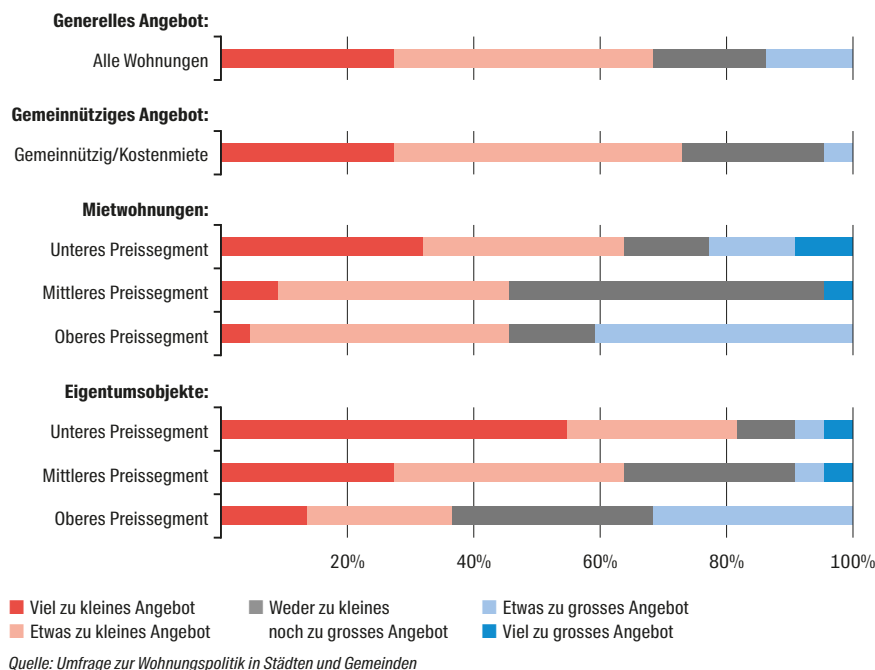 Generelles Angebot:
Alle Wohnungen
Gemeinnütziges Angebot:
Gemeinnützig/Kostenmiete
Mietwohnungen:
Unteres Preissegment
Mittleres Preissegment
Oberes Preissegment
Eigentumsobjekte:
Unteres Preissegment
Mittleres Preissegment
Oberes Preissegment
20% 40% 60% 80% 100%
Viel zu kleines Angebot
Etwas zu kleines Angebot
Weder zu kleines
noch zu grosses Angebot
Etwas zu grosses Angebot
Viel zu grosses Angebot
Quelle: Umfrage zur Wohnungspolitik in Städten und Gemeinden